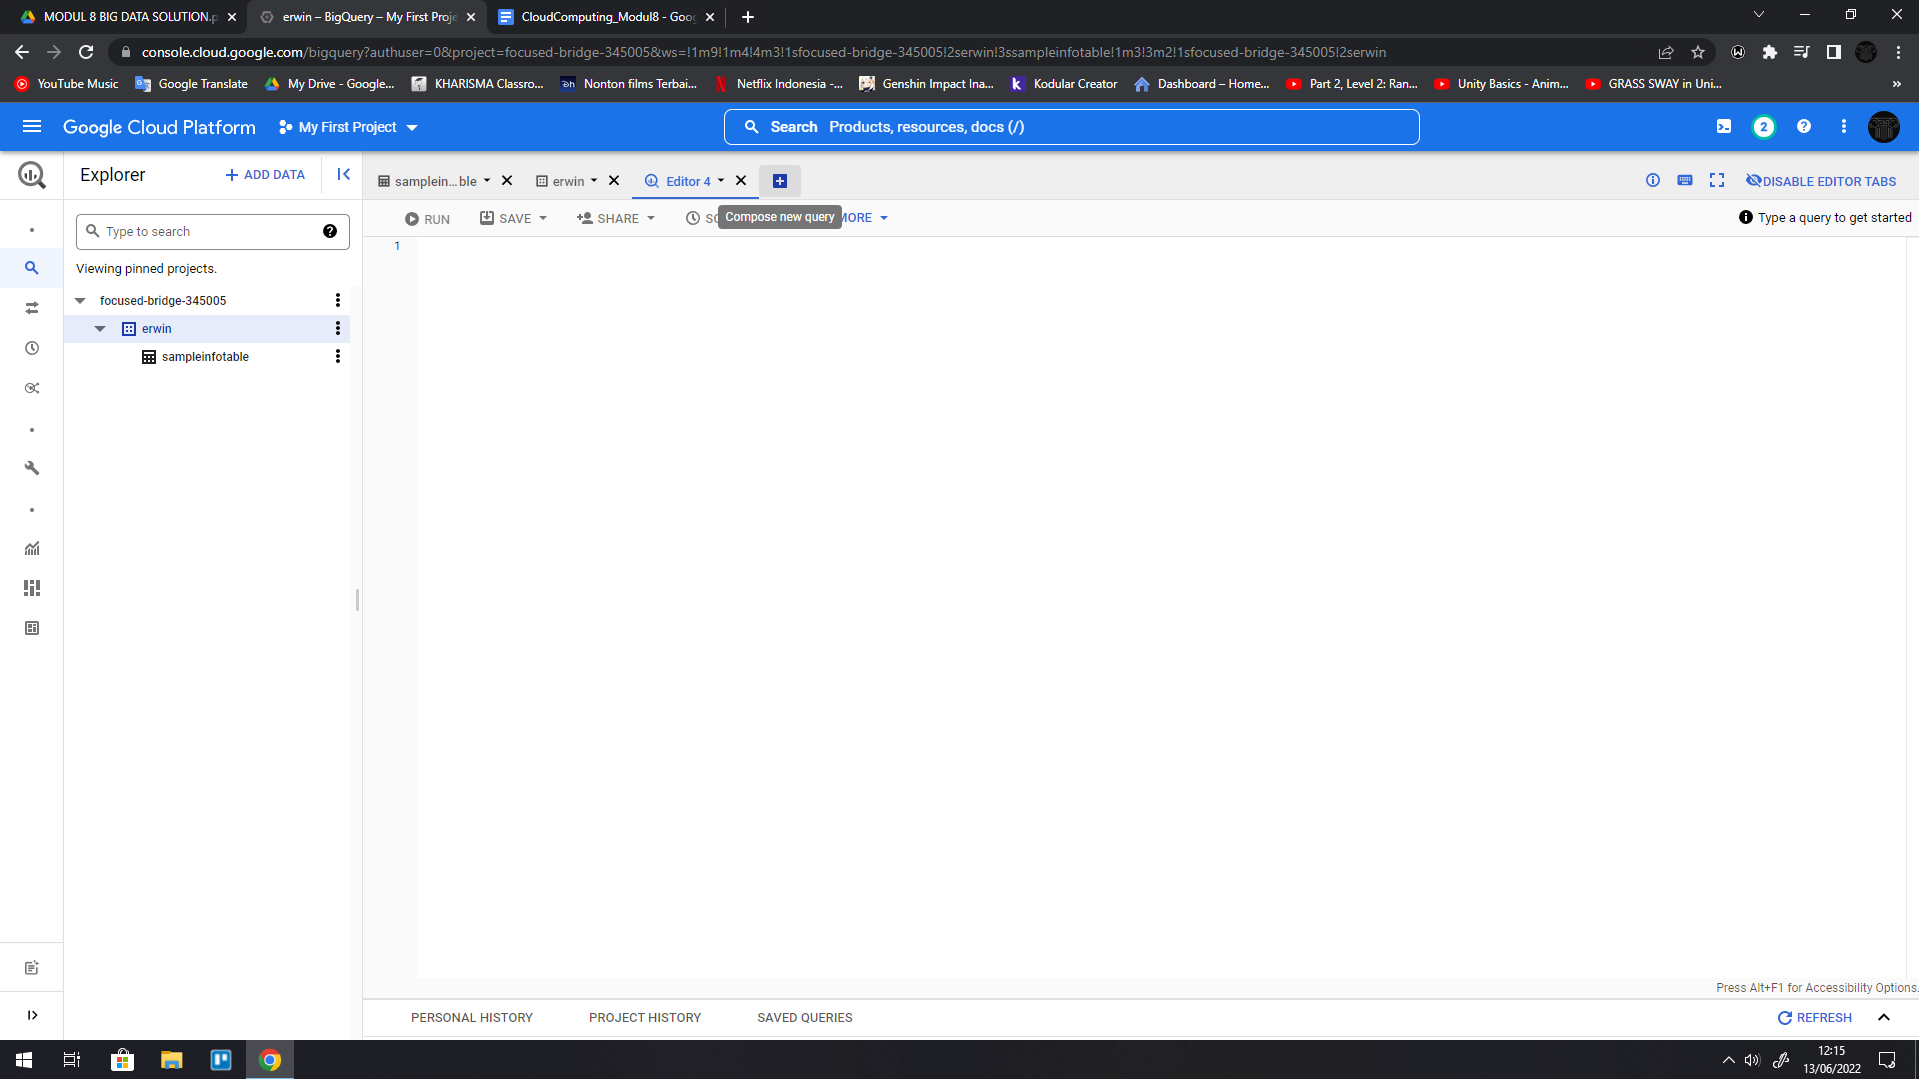 MODUL 8 BIG DATA SOLUTION.p
erwin – BigQuery – My First Proje
CloudComputing_Modul8 - Goog
console.cloud.google.com/bigquery?authuser=0&project=focused-bridge-345005&ws=!1m9!1m4!4m3!1sfocused-bridge-345005!2serwin!3ssampleinfotable!1m3!3m2!1sfocused-bridge-345005!2serwin
YouTube Music
Google Translate
My Drive - Google...
KHARISMA Classro...
Nonton films Terbai...
Netflix Indonesia -...
Genshin Impact Ina...
Kodular Creator
Dashboard – Home...
Part 2, Level 2: Ran...
Unity Basics - Anim...
GRASS SWAY in Uni...
»
Google Cloud Platform
My First Project
Search Products, resources, docs (/)
2
Explorer
+ ADD DATA
samplein... ble
erwin
Editor 4
DISABLE EDITOR TABS
RUN
SAVE
SHARE
SC
Compose new query
MORE
Type a query to get started
Type to search
1
Viewing pinned projects.
focused-bridge-345005
erwin
sampleinfotable
Press Alt+F1 for Accessibility Options.
PERSONAL HISTORY
PROJECT HISTORY
SAVED QUERIES
REFRESH
12:15
13/06/2022